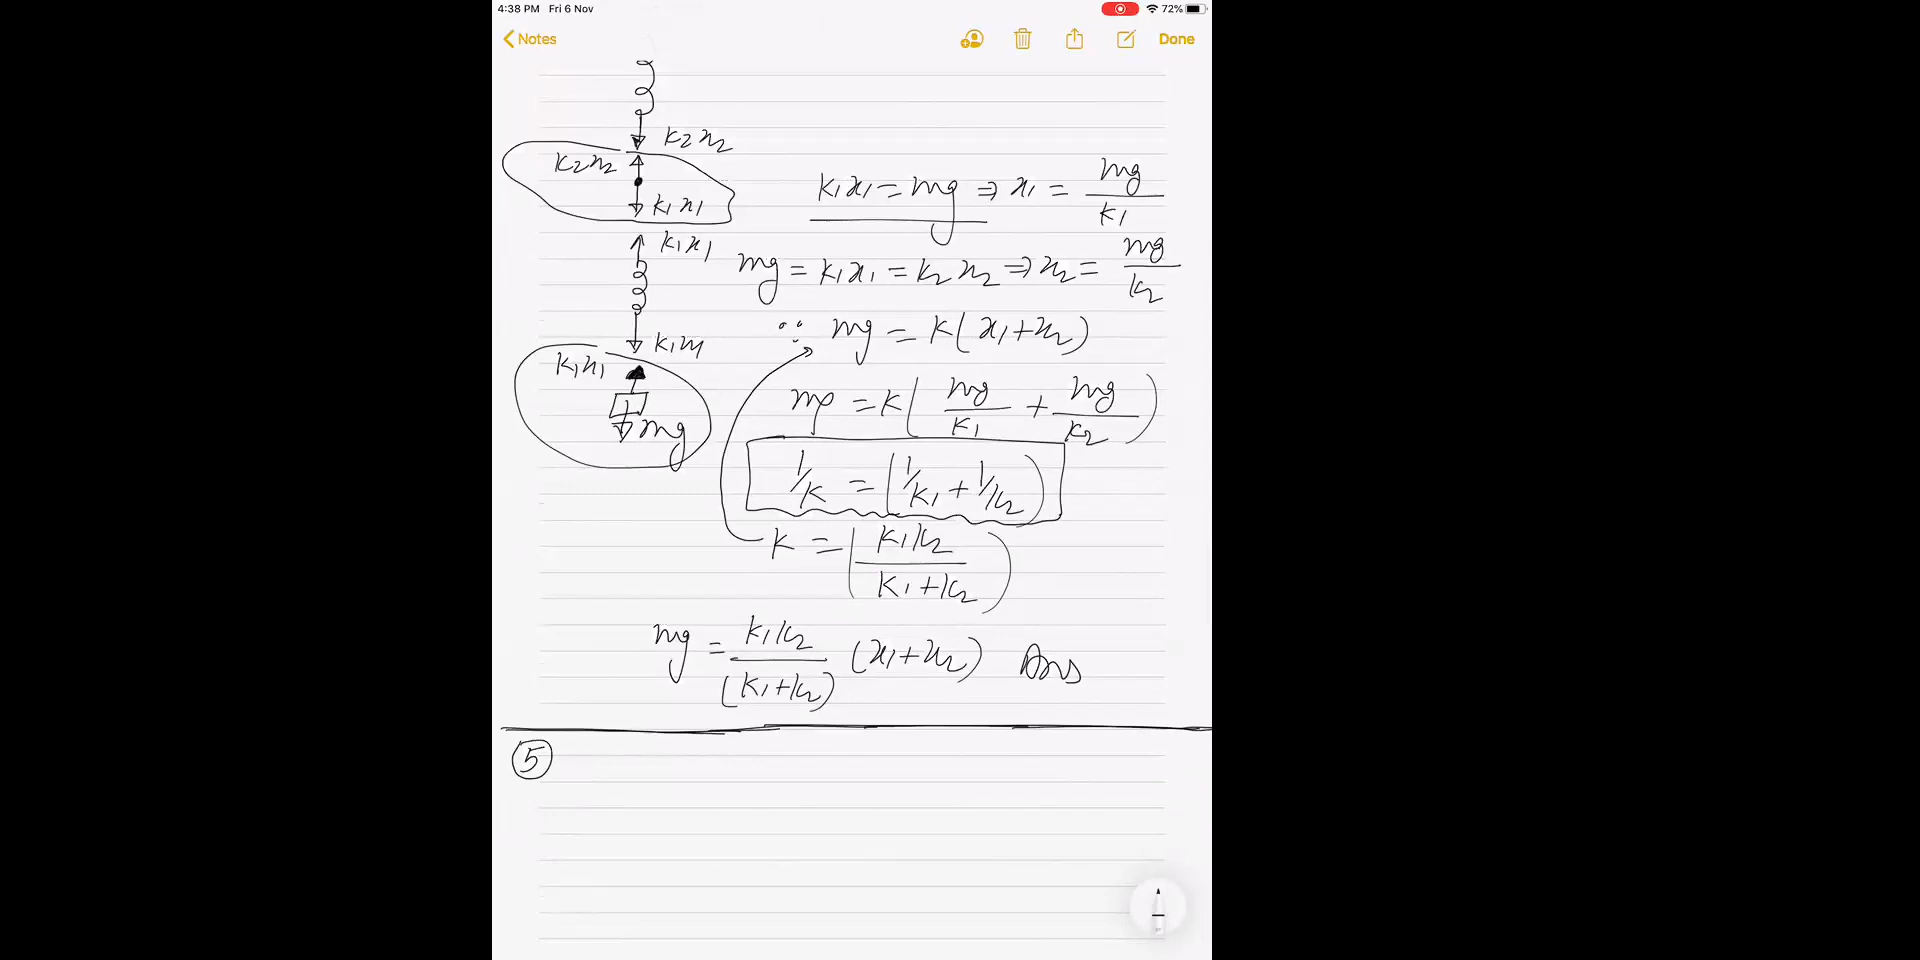 4:38 PM Fri 6 Nov 72%
Notes Done
k₂x₂
k₂x₂
k₁x₁
k₁x₁ = mg ⇒ x₁ = mg/k₁
k₁x₁
mg = k₁x₁ = k₂x₂ ⇒ x₂ = mg/k₂
∵ mg = k(x₁+x₂)
k₁x₁
k₁x₁
mg
mg = k(mg/k₁ + mg/k₂)
1/k = (1/k₁ + 1/k₂)
k = (k₁k₂/k₁+k₂)
mg = k₁k₂/(k₁+k₂) (x₁+x₂) Ans
5